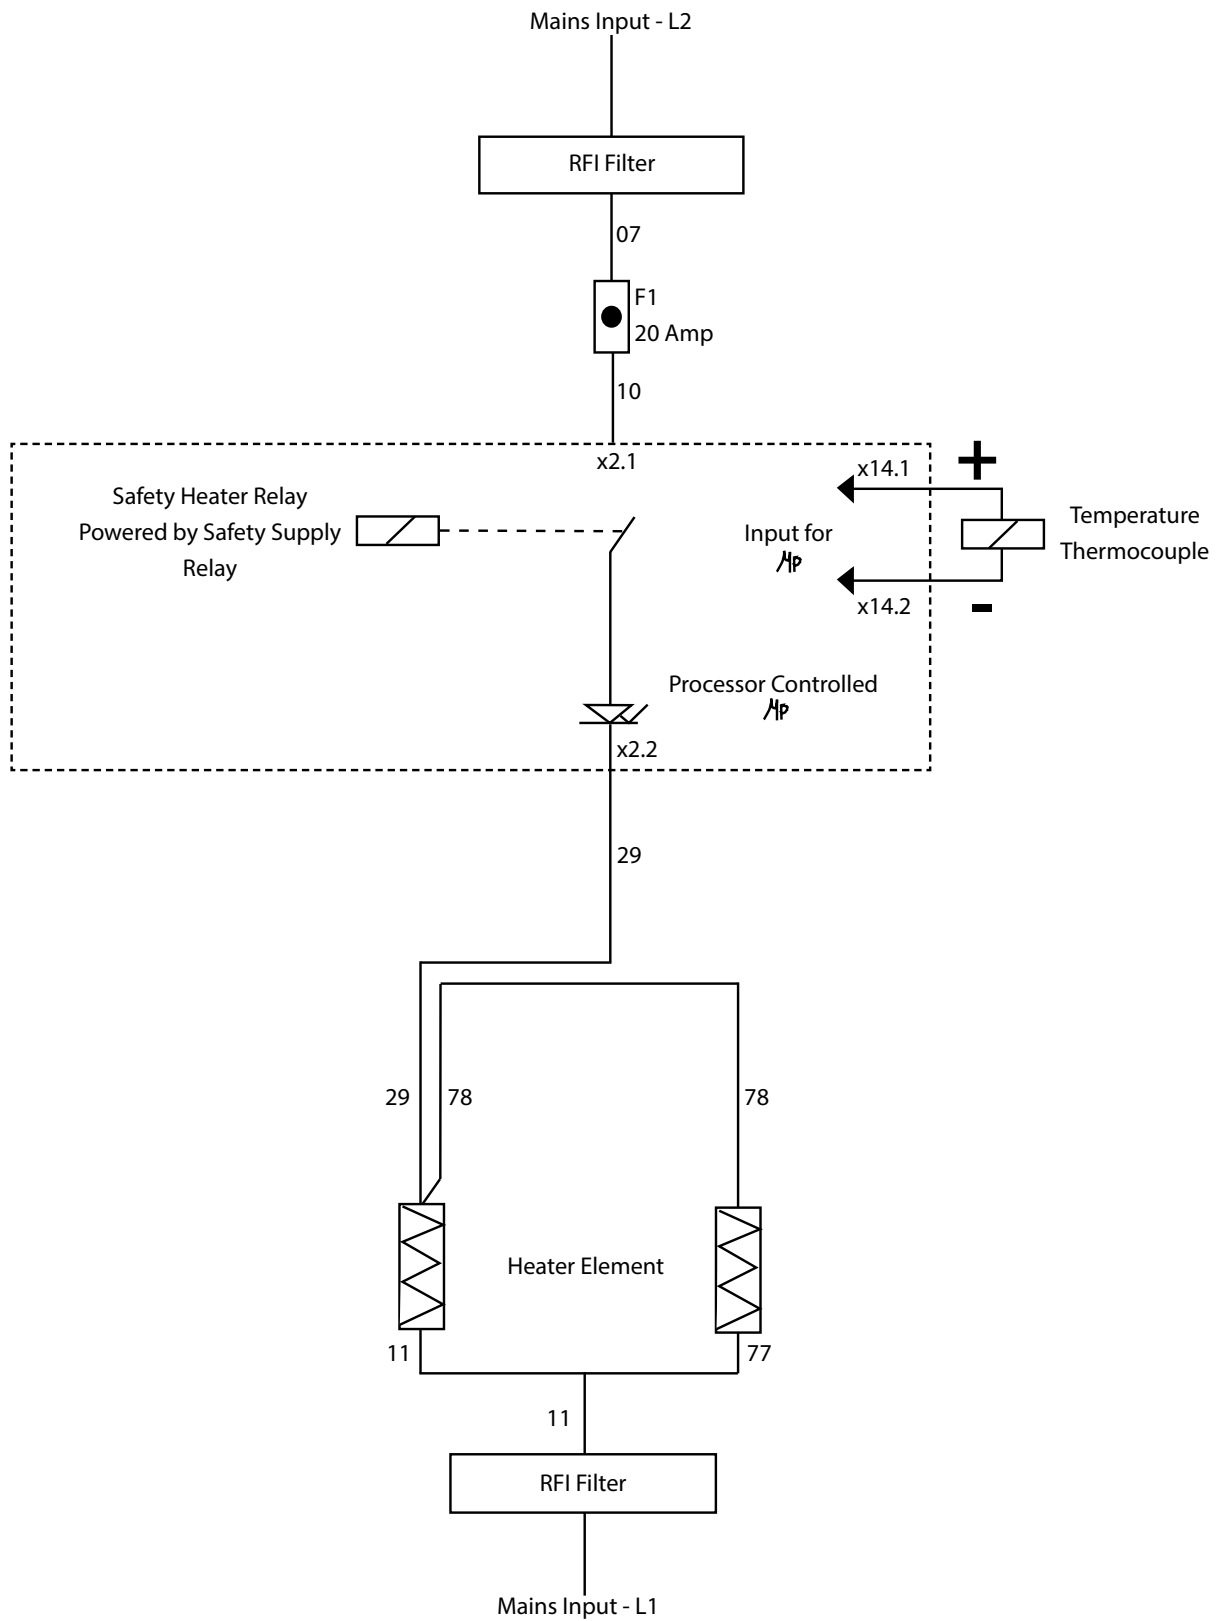 Mains Input - L2
RFI Filter
07
F1
20 Amp
10
x2.1
x14.1
+
Safety Heater Relay
Powered by Safety Supply
Relay
Input for
μp
Temperature
Thermocouple
x14.2
-
Processor Controlled
μp
x2.2
29
29
78
78
Heater Element
11
77
11
RFI Filter
Mains Input - L1